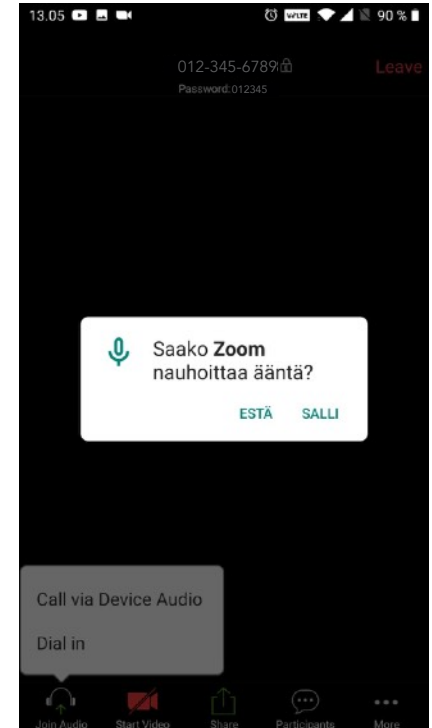 13.05 VoLTE 90 %
012-345-6789
Leave
Password:012345
Saako Zoom
nauhoittaa ääntä?
ESTÄ SALLI
Call via Device Audio
Dial in
Join Audio Start Video Share Participants More